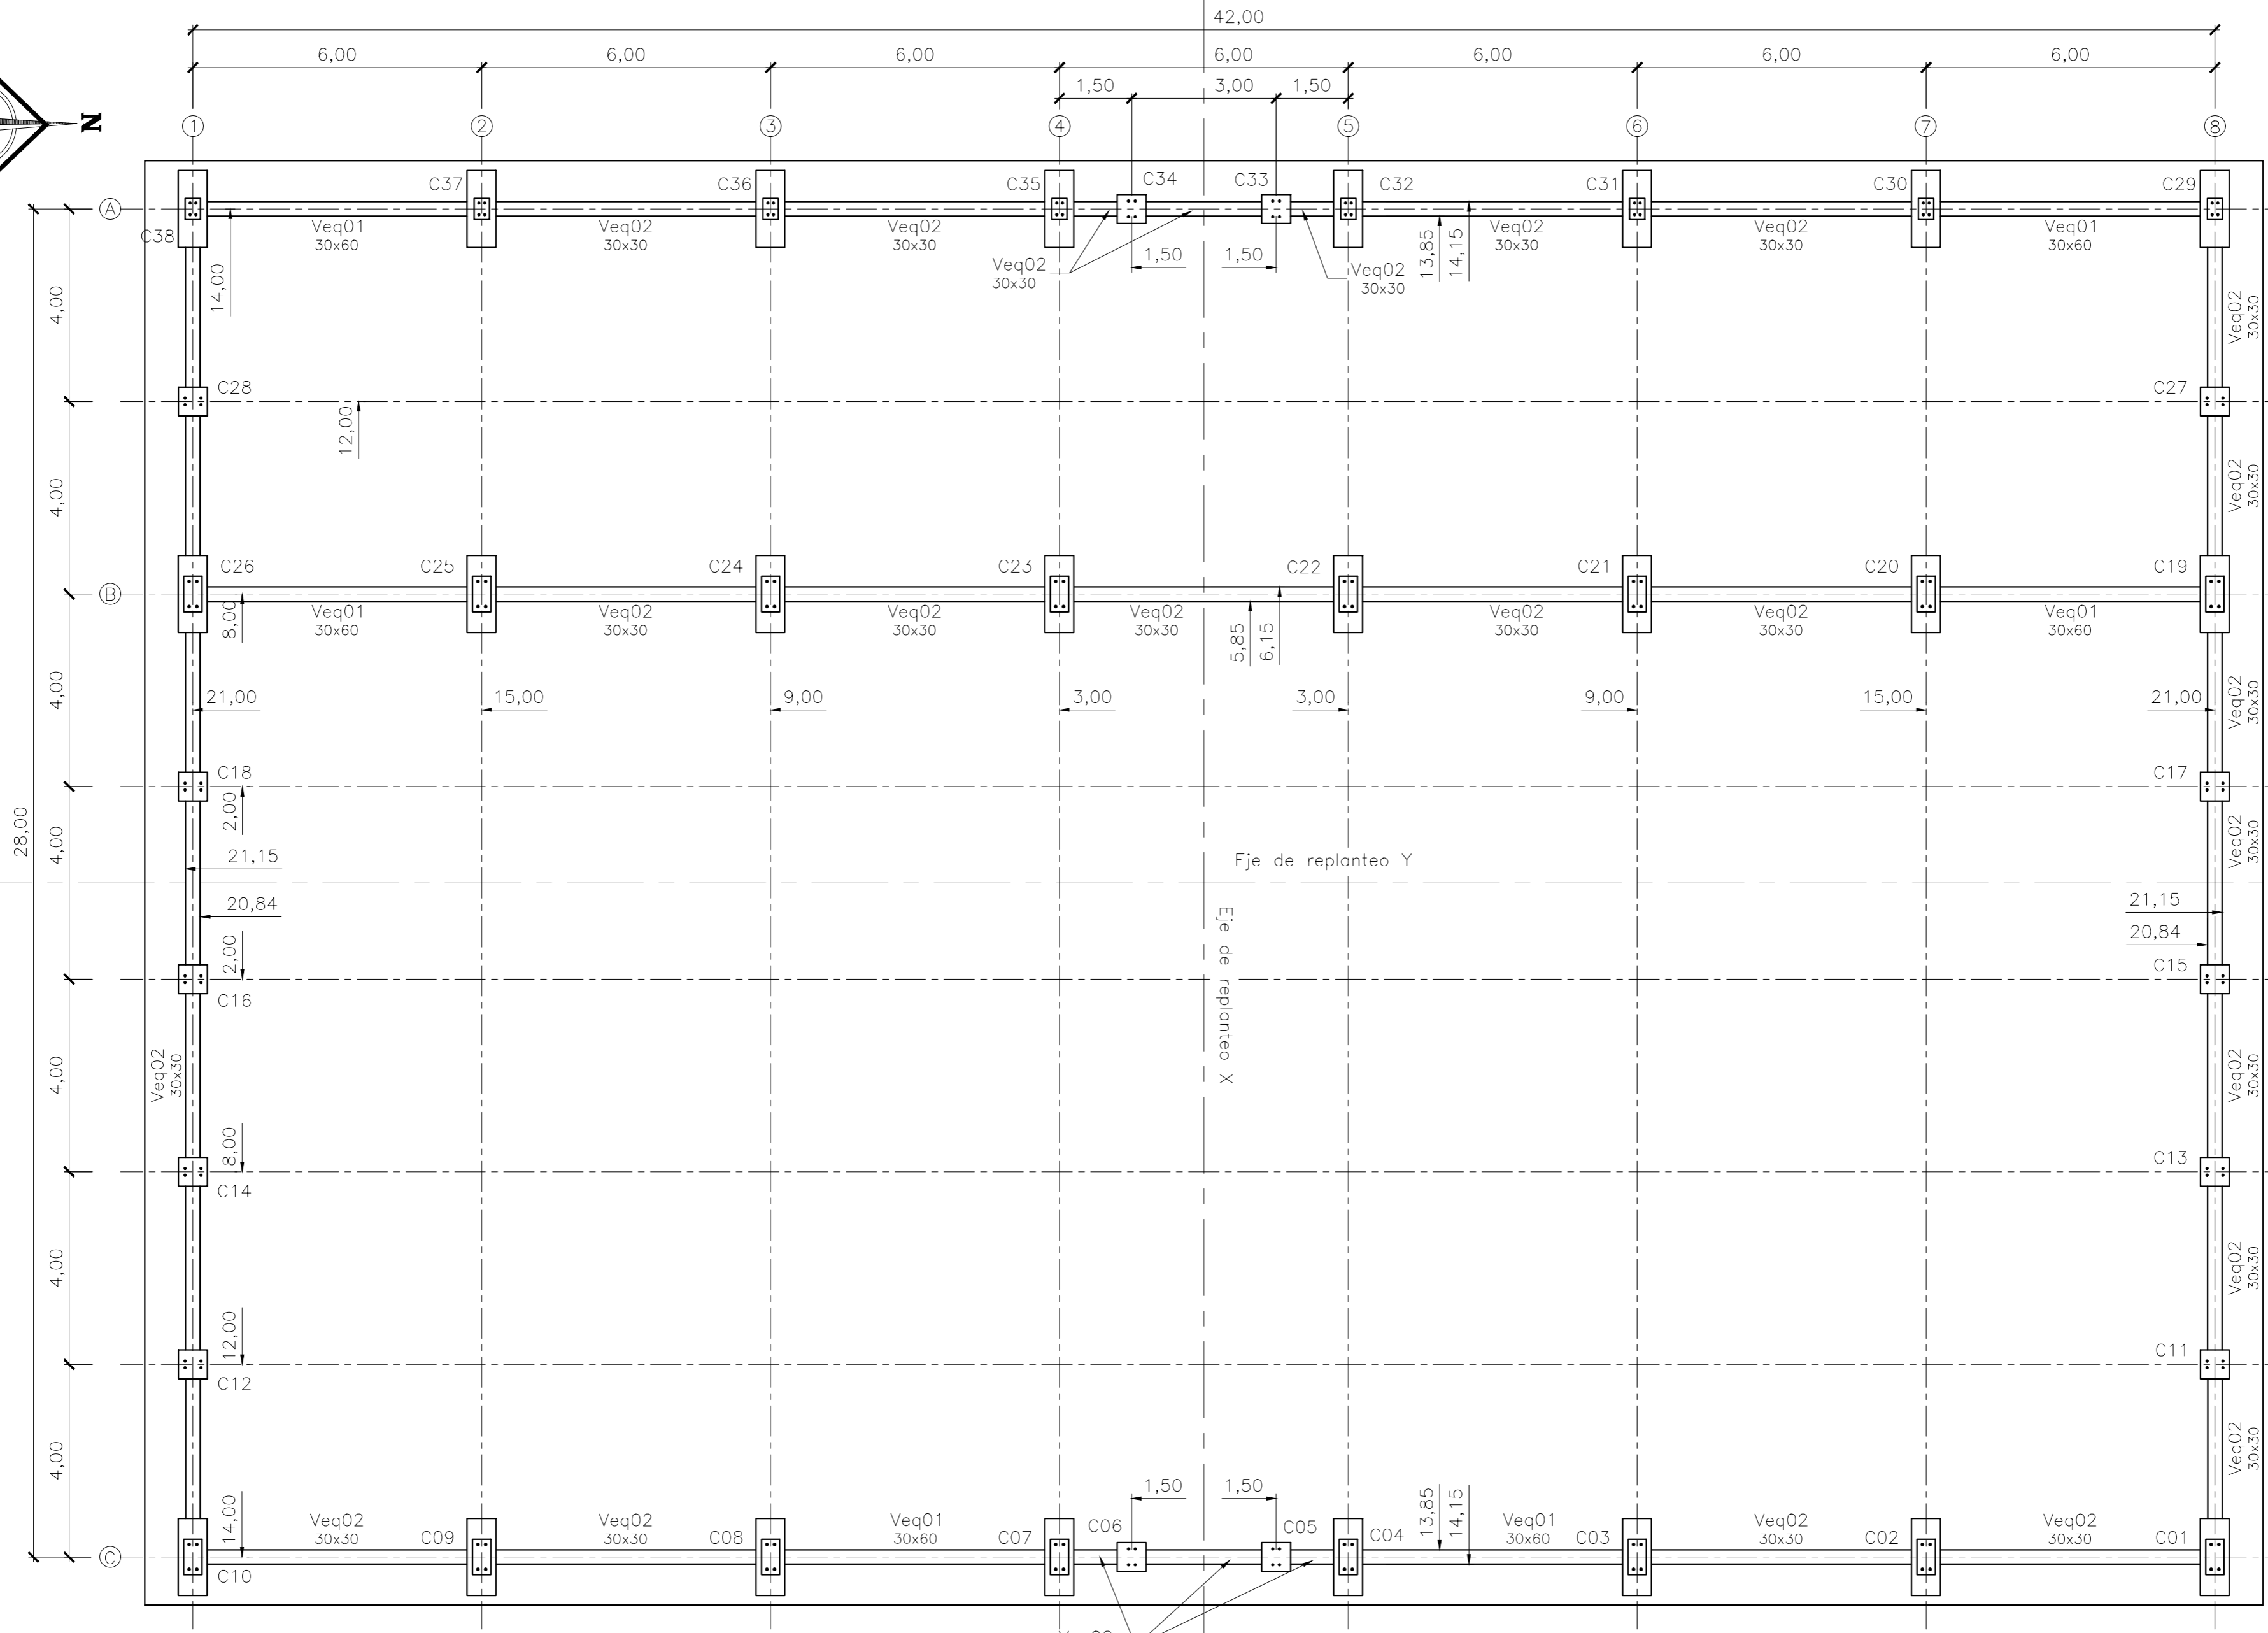 42,00
6,00 6,00 6,00 6,00 6,00 6,00 6,00
1,50 3,00 1,50
N
1 2 3 4 5 6 7 8
C37 C36 C35 C34 C33 C32 C31 C30 C29
A
C38
Veq01 Veq02 Veq02 Veq02 Veq02 Veq01
30x60 30x30 30x30 30x30 30x30 30x60
1,50 1,50
13,85 14,15
Veq02 Veq02
30x30 30x30
14,00
4,00
Veq02
30x30
C28 C27
12,00
4,00
Veq02
30x30
C26 C25 C24 C23 C22 C21 C20 C19
B
Veq01 Veq02 Veq02 Veq02 Veq02 Veq02 Veq01
30x60 30x30 30x30 30x30 30x30 30x30 30x60
8,00
5,85 6,15
4,00
21,00 15,00 9,00 3,00 3,00 9,00 15,00 21,00
Veq02
30x30
C18 C17
2,00
28,00
4,00
Veq02
30x30
21,15
Eje de replanteo Y
20,84
21,15
20,84
2,00
Eje de replanteo X
C16 C15
4,00
Veq02
30x30
Veq02
30x30
8,00
C14 C13
4,00
Veq02
30x30
12,00
C12 C11
4,00
Veq02
30x30
1,50 1,50
14,00
13,85 14,15
Veq02 Veq02 Veq01 Veq01 Veq02 Veq02
30x30 30x30 30x60 30x60 30x30 30x30
C09 C08 C07 C06 C05 C04 C03 C02 C01
C
C10